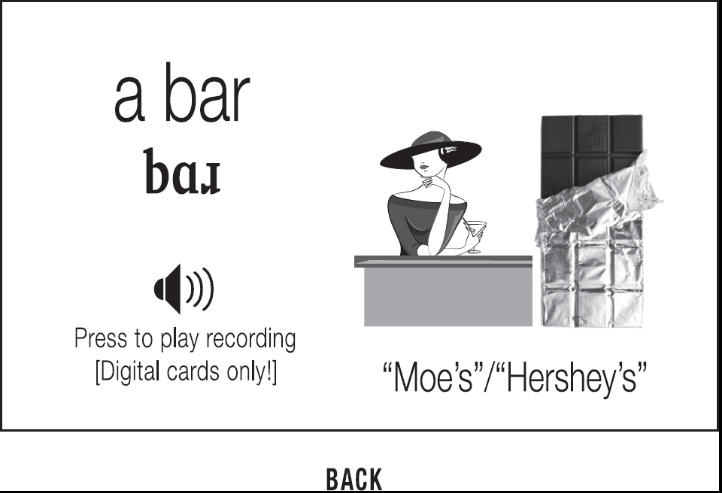 a bar
baɹ
Press to play recording
[Digital cards only!]
“Moe’s”/“Hershey’s”
BACK